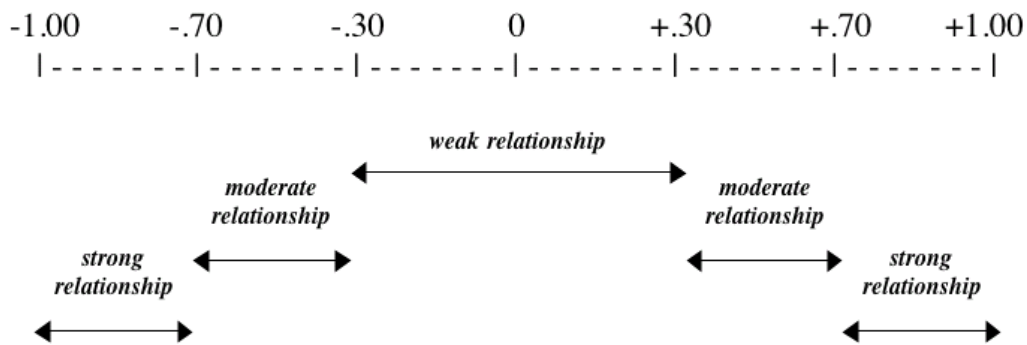 -1.00 -.70 -.30 0 +.30 +.70 +1.00
|- - - - - - - - -|- - - - - - - - -|- - - - - - - - -|- - - - - - - - -|- - - - - - - - -|- - - - - - - - -|
weak relationship
moderate
relationship
moderate
relationship
strong
relationship
strong
relationship